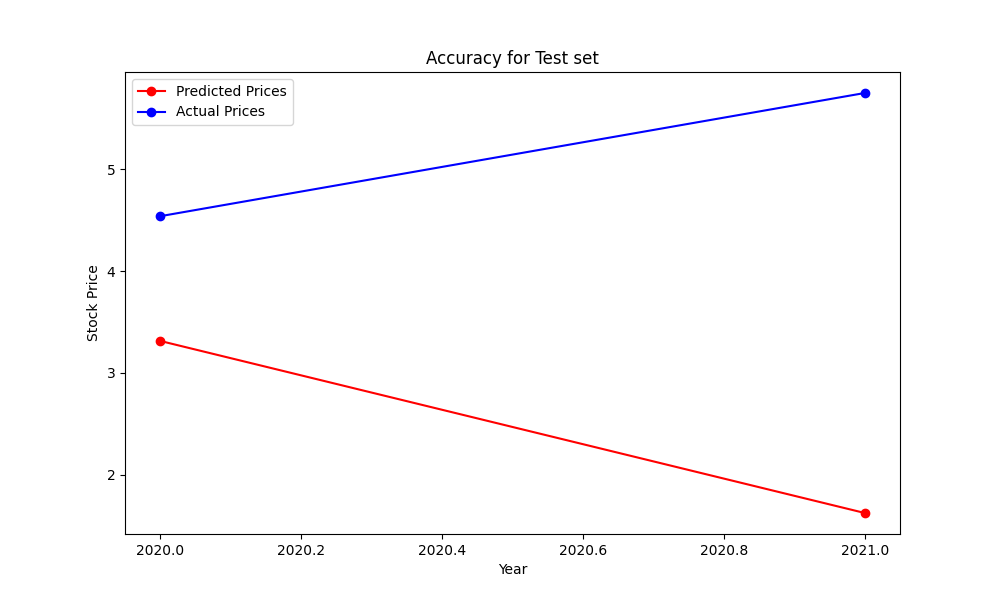 Accuracy for Test set
Predicted Prices
Actual Prices
5
4
3
2
Stock Price
2020.0 2020.2 2020.4 2020.6 2020.8 2021.0
Year